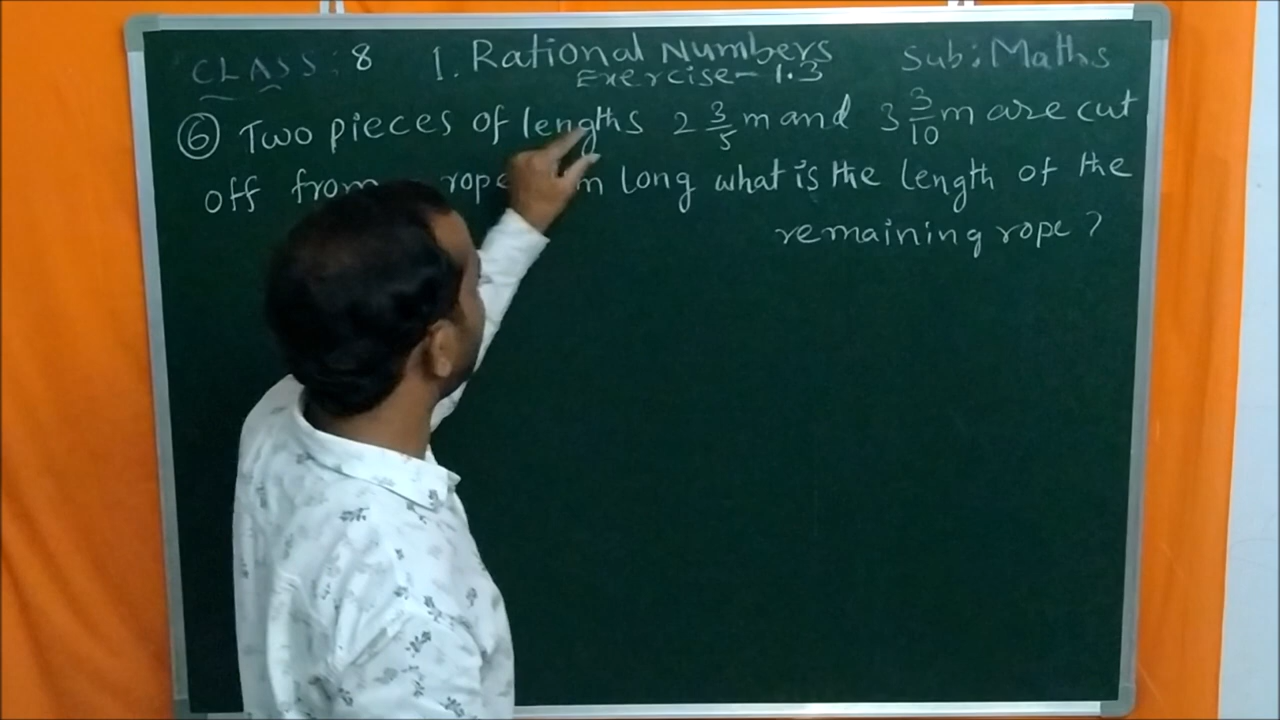 CLASS: 8 1. Rational Numbers Sub: Maths
Exercise - 1.3
⑥ Two pieces of lengths 2 3/5 m and 3 3/10 m are cut
off from rope m long what is the length of the
remaining rope ?